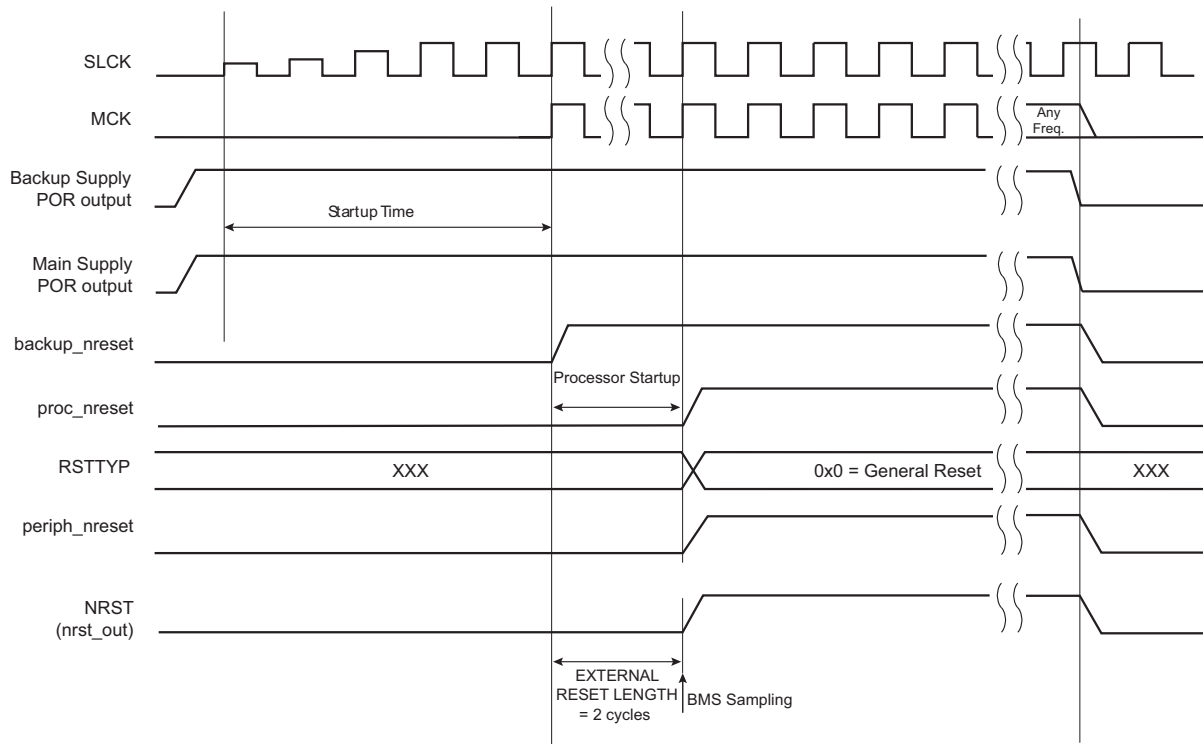 SLCK
MCK
Any
Freq.
Backup Supply
POR output
Startup Time
Main Supply
POR output
backup_nreset
Processor Startup
proc_nreset
RSTTYP
XXX
0x0 = General Reset
XXX
periph_nreset
NRST
(nrst_out)
EXTERNAL
RESET LENGTH
= 2 cycles
BMS Sampling